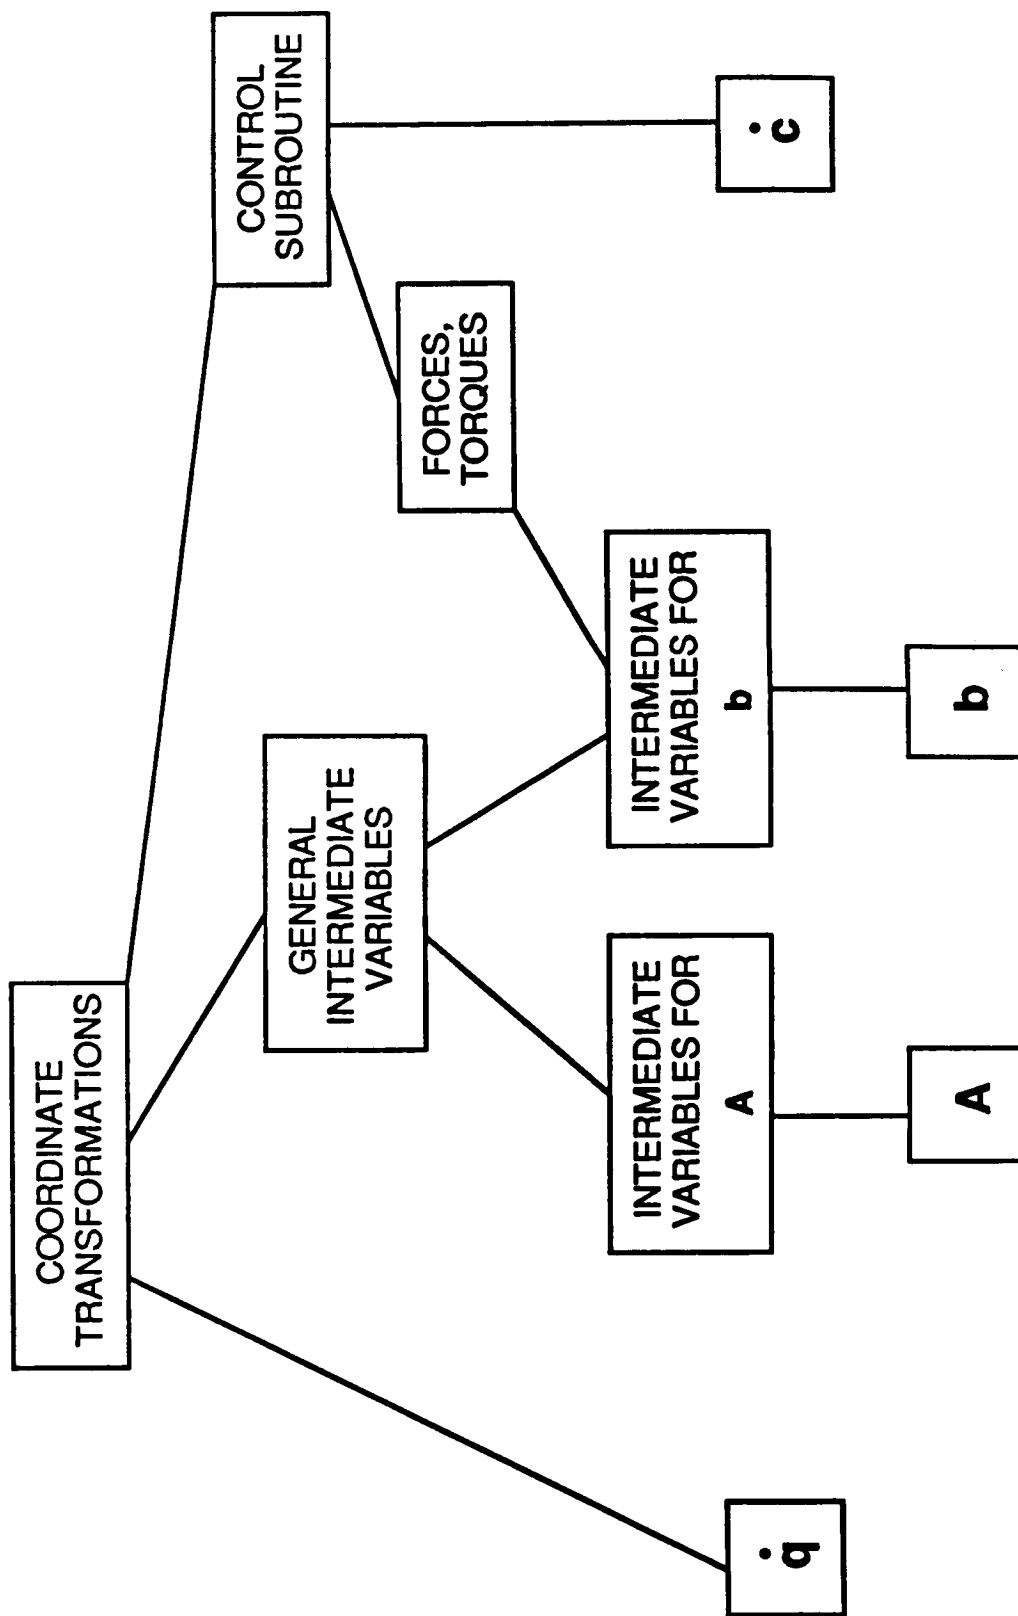 COORDINATE
TRANSFORMATIONS
CONTROL
SUBROUTINE
GENERAL
INTERMEDIATE
VARIABLES
FORCES,
TORQUES
INTERMEDIATE
VARIABLES FOR
A
INTERMEDIATE
VARIABLES FOR
b
q̇
ċ
A
b